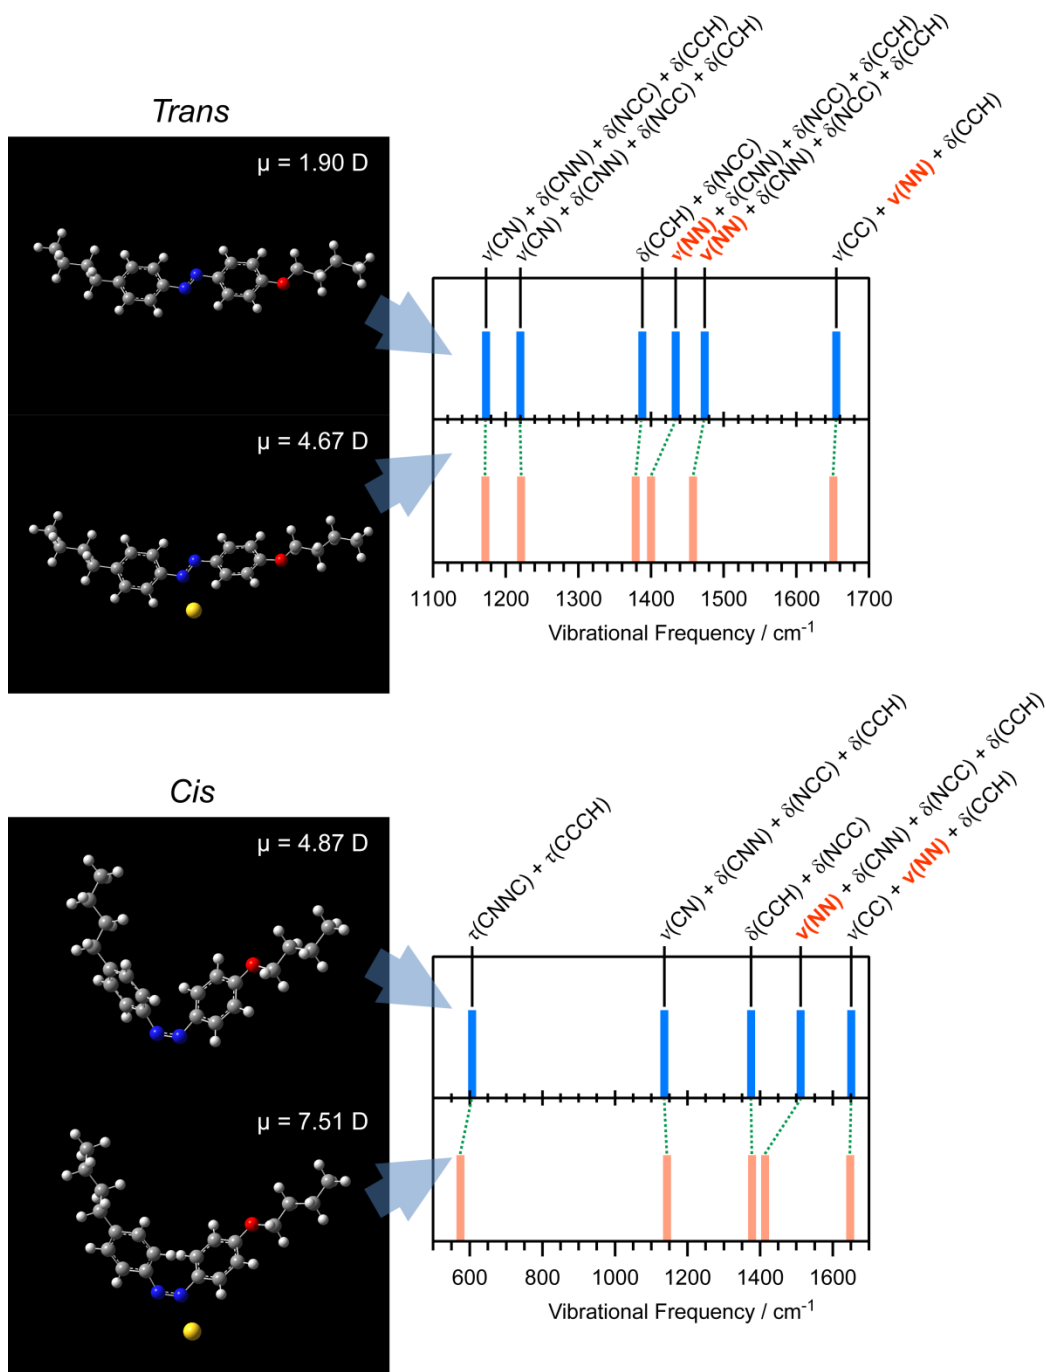 Trans
μ = 1.90 D
μ = 4.67 D
ν(CN) + δ(CNN) + δ(NCC) + δ(CCH)
ν(CN) + δ(CNN) + δ(NCC) + δ(CCH)
δ(CCH) + δ(NCC)
ν(NN) + δ(CNN) + δ(NCC) + δ(CCH)
ν(NN) + δ(CNN) + δ(NCC) + δ(CCH)
ν(CC) + ν(NN) + δ(CCH)
1100 1200 1300 1400 1500 1600 1700
Vibrational Frequency / cm⁻¹
Cis
μ = 4.87 D
μ = 7.51 D
τ(CNNC) + τ(CCCH)
ν(CN) + δ(CNN) + δ(NCC) + δ(CCH)
δ(CCH) + δ(NCC)
ν(NN) + δ(CNN) + δ(NCC) + δ(CCH)
ν(CC) + ν(NN) + δ(CCH)
600 800 1000 1200 1400 1600
Vibrational Frequency / cm⁻¹